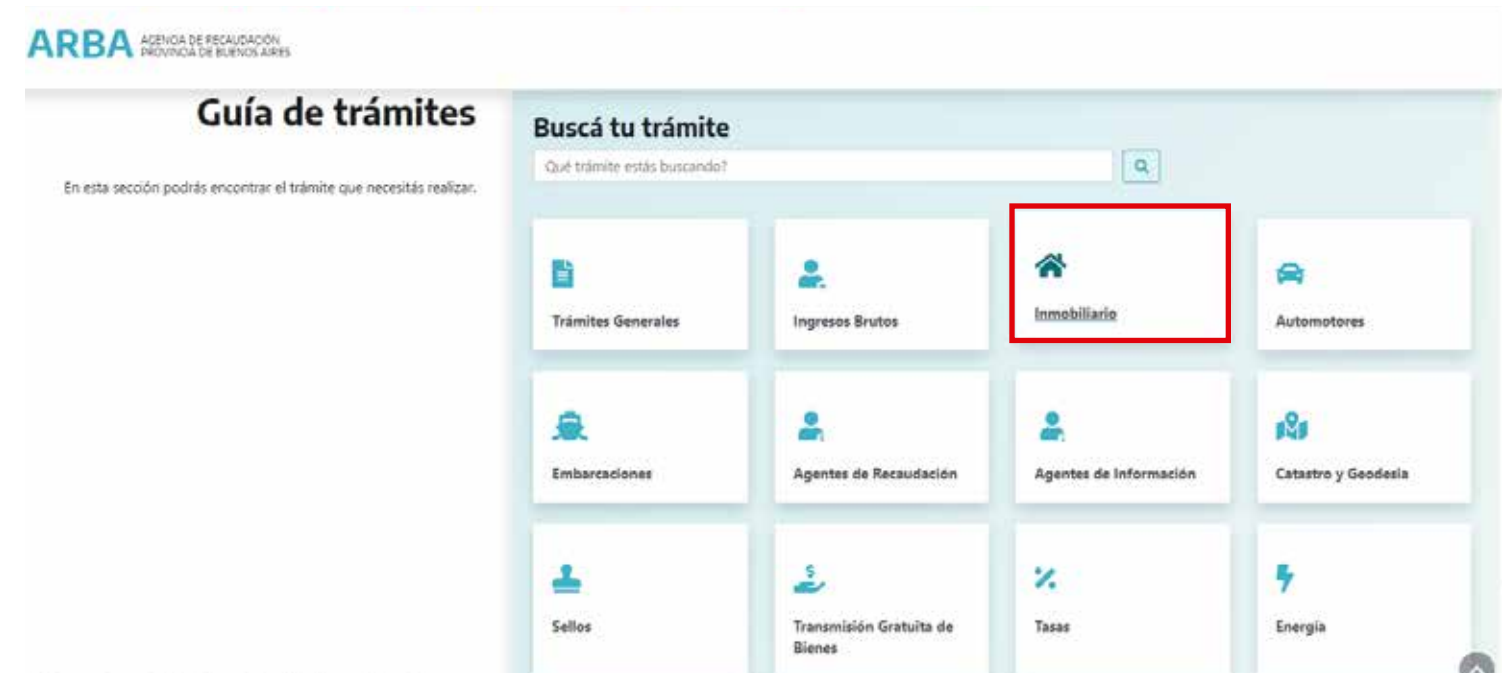 ARBA AGENCIA DE RECAUDACIÓN
PROVINCIA DE BUENOS AIRES
Guía de trámites
En esta sección podrás encontrar el trámite que necesitás realizar.
Buscá tu trámite
Qué trámite estás buscando?
Trámites Generales
Ingresos Brutos
Inmobiliario
Automotores
Embarcaciones
Agentes de Recaudación
Agentes de Información
Catastro y Geodesia
Sellos
Transmisión Gratuita de
Bienes
Tasas
Energía